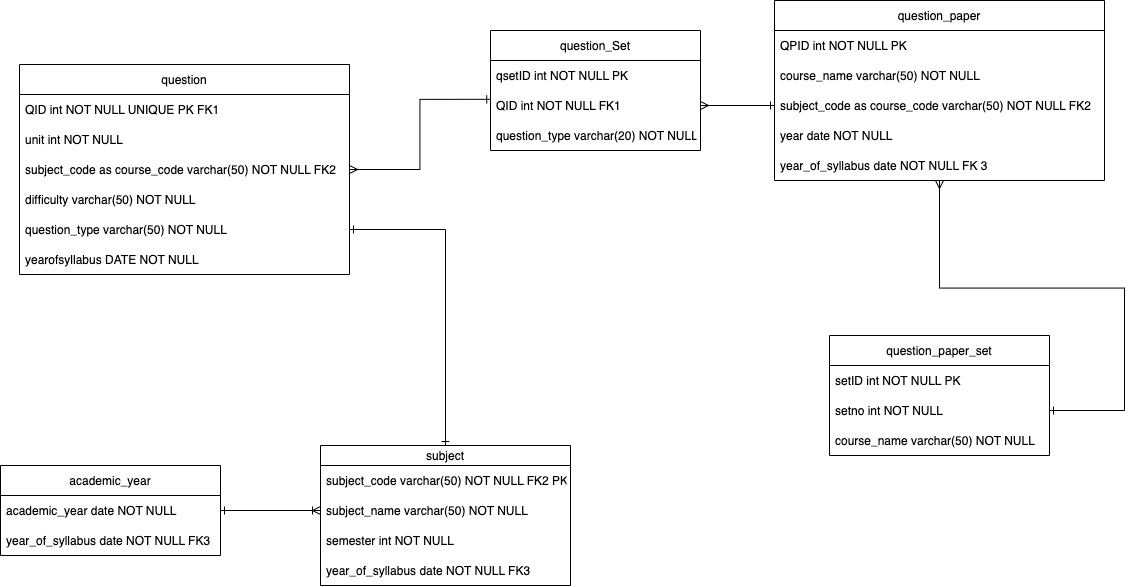 question_paper
QPID int NOT NULL PK
course_name varchar(50) NOT NULL
subject_code as course_code varchar(50) NOT NULL FK2
year date NOT NULL
year_of_syllabus date NOT NULL FK 3
question_Set
qsetID int NOT NULL PK
QID int NOT NULL FK1
question_type varchar(20) NOT NULL
question
QID int NOT NULL UNIQUE PK FK1
unit int NOT NULL
subject_code as course_code varchar(50) NOT NULL FK2
difficulty varchar(50) NOT NULL
question_type varchar(50) NOT NULL
yearofsyllabus DATE NOT NULL
question_paper_set
setID int NOT NULL PK
setno int NOT NULL
course_name varchar(50) NOT NULL
subject
subject_code varchar(50) NOT NULL FK2 PK
subject_name varchar(50) NOT NULL
semester int NOT NULL
year_of_syllabus date NOT NULL FK3
academic_year
academic_year date NOT NULL
year_of_syllabus date NOT NULL FK3